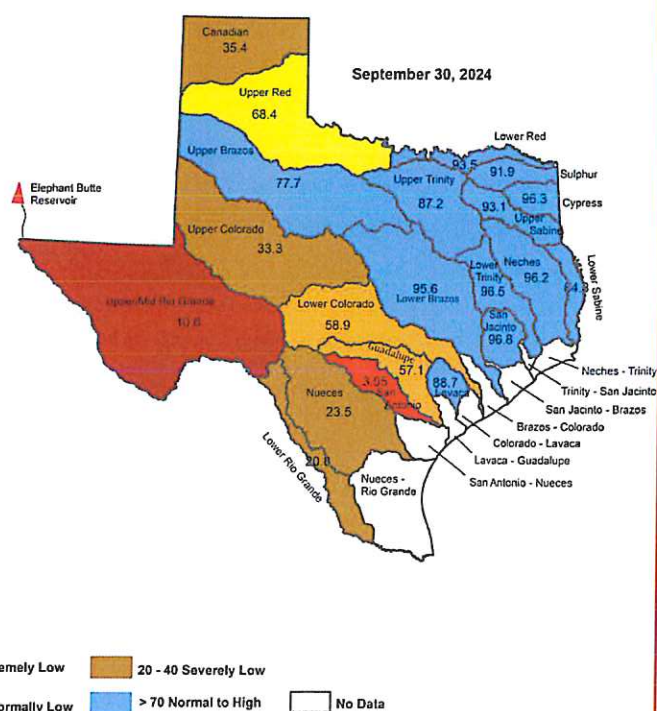 Canadian
35.4
September 30, 2024
Upper Red
68.4
Lower Red
Upper Brazos
93.5
91.9
Sulphur
77.7
Upper Trinity
87.2
93.1
96.3
Cypress
Upper
Sabine
Elephant Butte
Reservoir
Upper Colorado
33.3
Neches
96.2
Lower Sabine
Lower
Trinity
96.5
95.6
Lower Brazos
Upper/Mid Rio Grande
Lower Colorado
58.9
San
Jacinto
96.8
Guadalupe
57.1
88.7
Lavaca
Neches - Trinity
Trinity - San Jacinto
San Jacinto - Brazos
Brazos - Colorado
Colorado - Lavaca
Lavaca - Guadalupe
San Antonio - Nueces
San
Antonio
Nueces
23.5
Lower Rio Grande
Nueces -
Rio Grande
emely Low
20 - 40 Severely Low
ormally Low
> 70 Normal to High
No Data